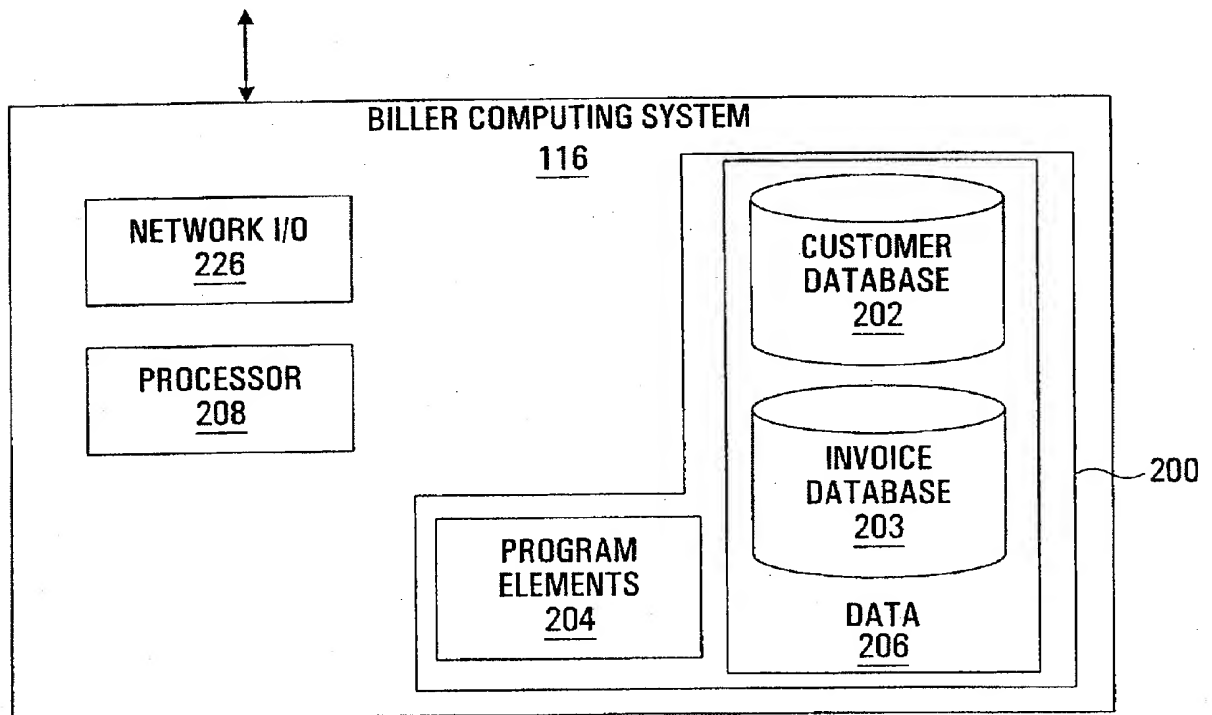 BILLER COMPUTING SYSTEM
116
NETWORK I/O
226
PROCESSOR
208
CUSTOMER
DATABASE
202
INVOICE
DATABASE
203
200
PROGRAM
ELEMENTS
204
DATA
206